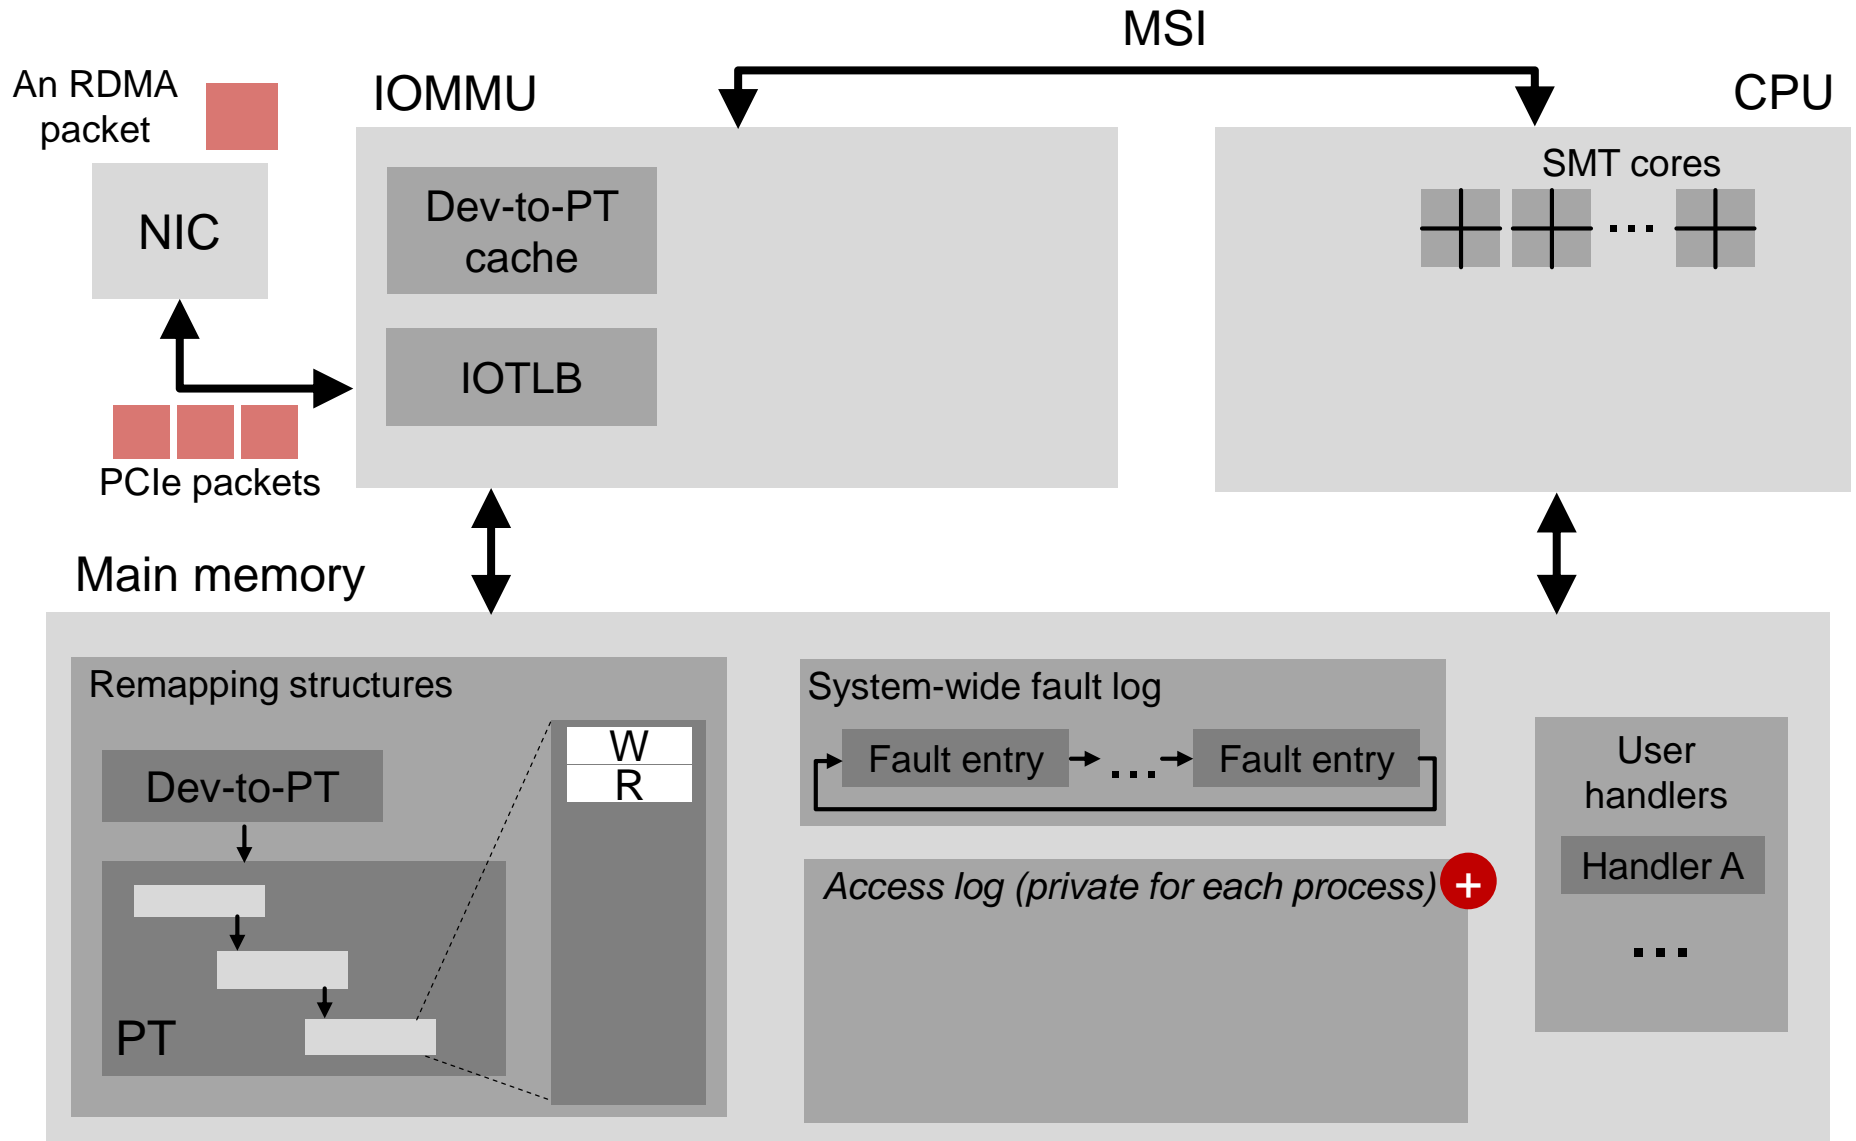 MSI
An RDMA
packet
IOMMU
CPU
SMT cores
NIC
Dev-to-PT
cache
...
IOTLB
PCIe packets
Main memory
Remapping structures
W
R
Dev-to-PT
PT
System-wide fault log
Fault entry
...
Fault entry
Access log (private for each process)
+
User
handlers
Handler A
...